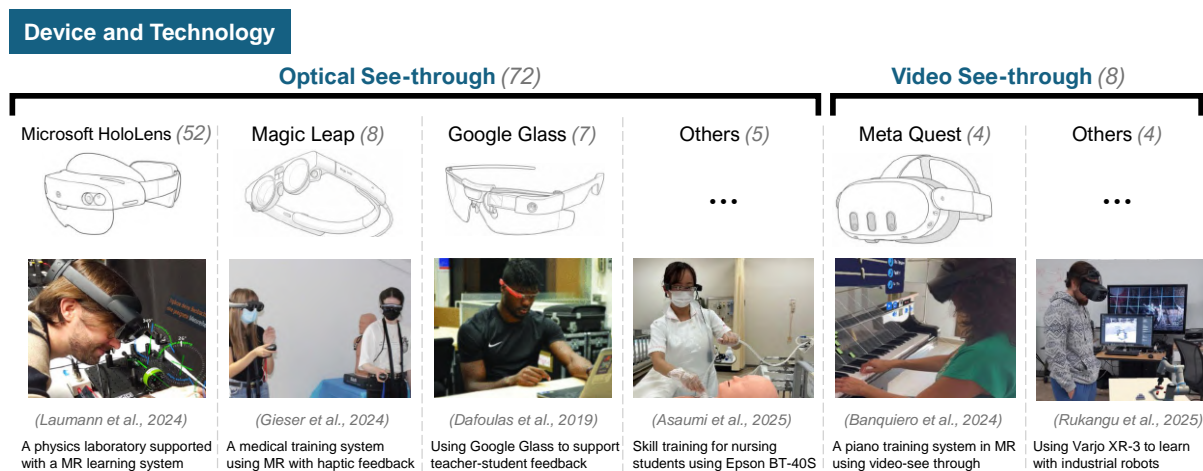 Device and Technology
Optical See-through (72)
Video See-through (8)
Microsoft HoloLens (52)
Magic Leap (8)
Google Glass (7)
Others (5)
Meta Quest (4)
Others (4)
...
...
(Laumann et al., 2024)
(Gieser et al., 2024)
(Dafoulas et al., 2019)
(Asaumi et al., 2025)
(Banquiero et al., 2024)
(Rukangu et al., 2025)
A physics laboratory supported
with a MR learning system
A medical training system
using MR with haptic feedback
Using Google Glass to support
teacher-student feedback
Skill training for nursing
students using Epson BT-40S
A piano training system in MR
using video-see through
Using Varjo XR-3 to learn
with industrial robots